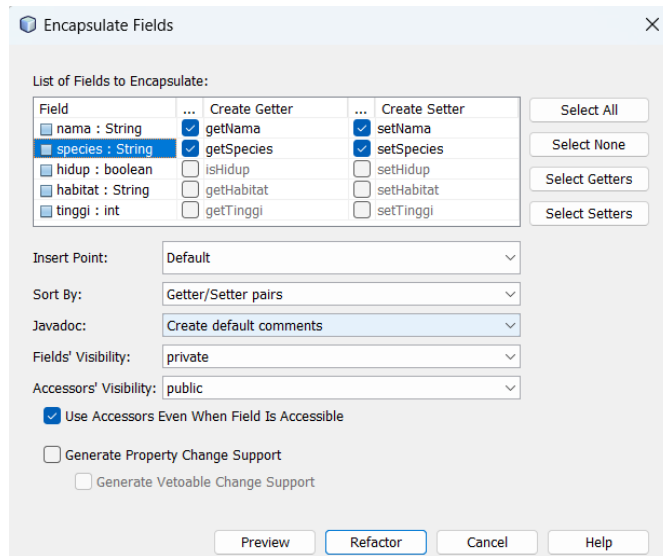 Encapsulate Fields
List of Fields to Encapsulate:
Field ... Create Getter ... Create Setter
nama : String getNama setNama
species : String getSpecies setSpecies
hidup : boolean isHidup setHidup
habitat : String getHabitat setHabitat
tinggi : int getTinggi setTinggi
Select All
Select None
Select Getters
Select Setters
Insert Point: Default
Sort By: Getter/Setter pairs
Javadoc: Create default comments
Fields' Visibility: private
Accessors' Visibility: public
Use Accessors Even When Field Is Accessible
Generate Property Change Support
Generate Vetoable Change Support
Preview Refactor Cancel Help